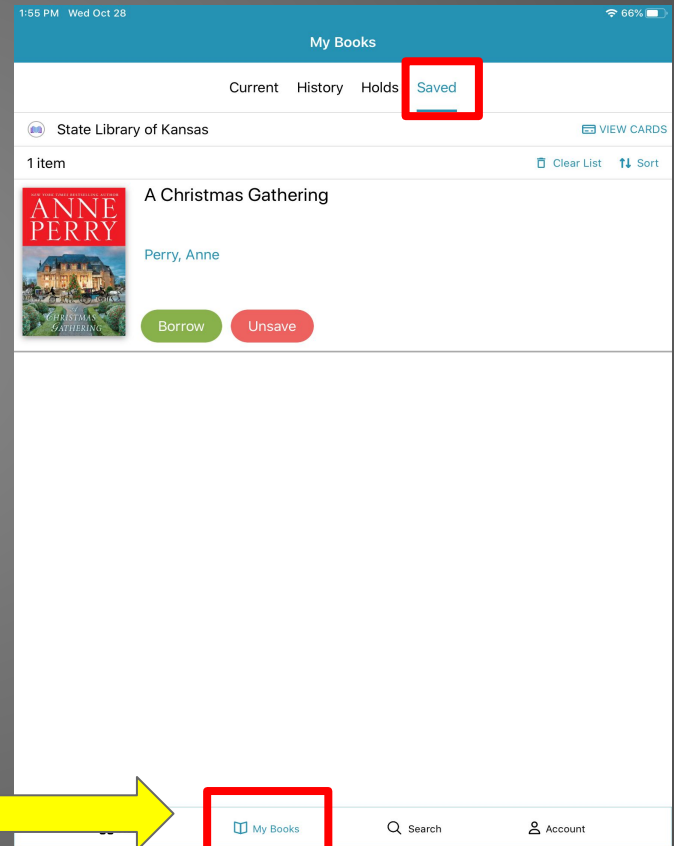 1:55 PM Wed Oct 28 66%
My Books
Current History Holds Saved
State Library of Kansas VIEW CARDS
1 item Clear List Sort
NEW YORK TIMES BESTSELLING AUTHOR
ANNE
PERRY
A
CHRISTMAS
GATHERING
A Christmas Gathering
Perry, Anne
Borrow Unsave
My Books Search Account